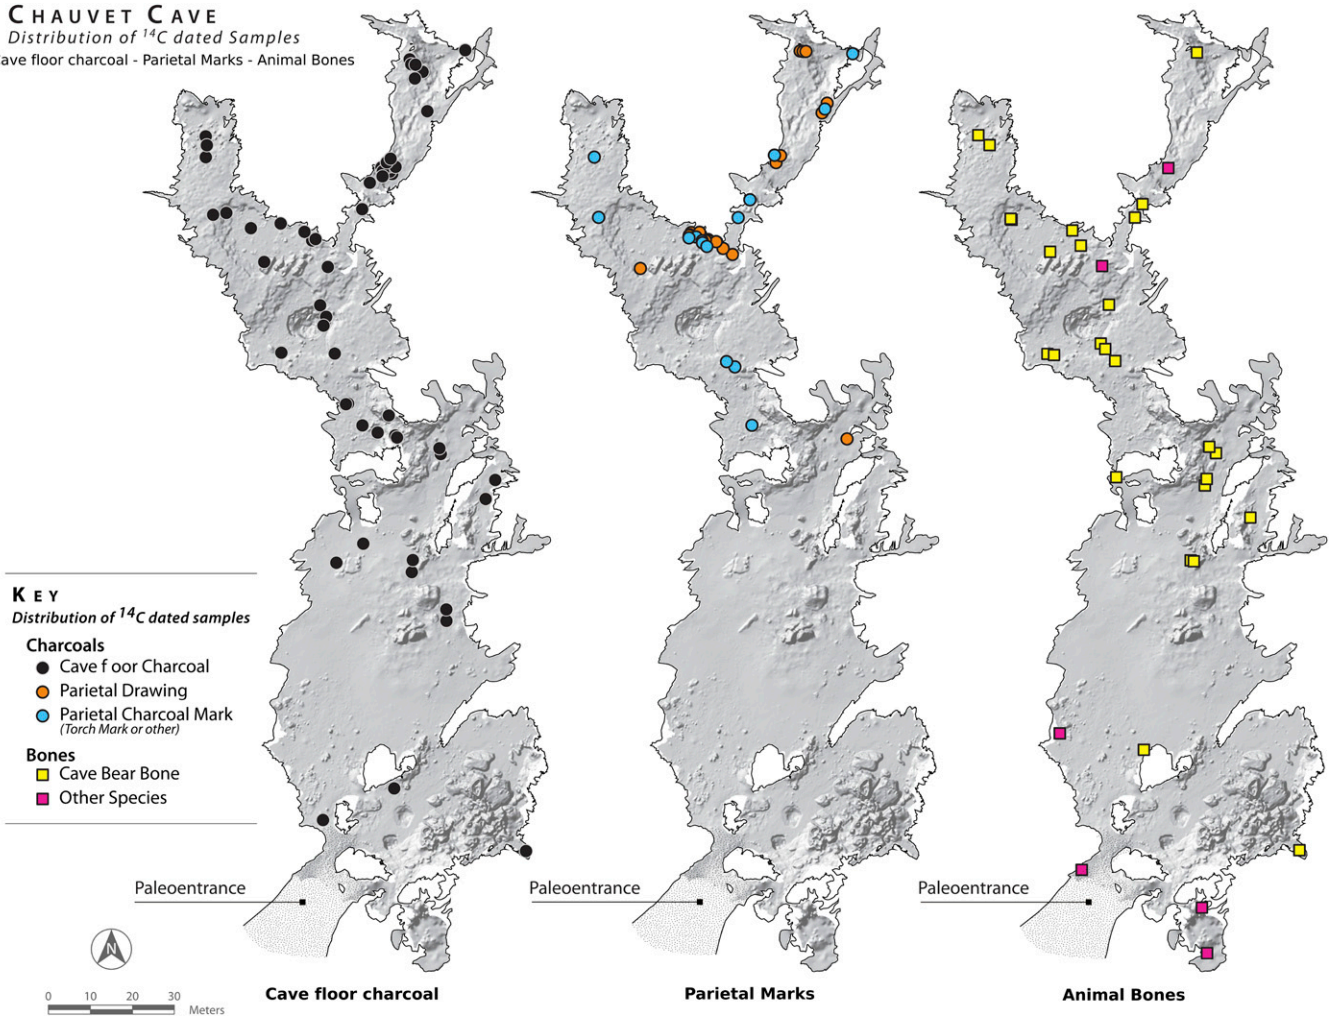 CHAUVET CAVE
Distribution of 14C dated Samples
Cave floor charcoal - Parietal Marks - Animal Bones
KEY
Distribution of 14C dated samples
Charcoals
Cave f oor Charcoal
Parietal Drawing
Parietal Charcoal Mark
(Torch Mark or other)
Bones
Cave Bear Bone
Other Species
Paleoentrance
Paleoentrance
Paleoentrance
N
0 10 20 30
Meters
Cave floor charcoal
Parietal Marks
Animal Bones